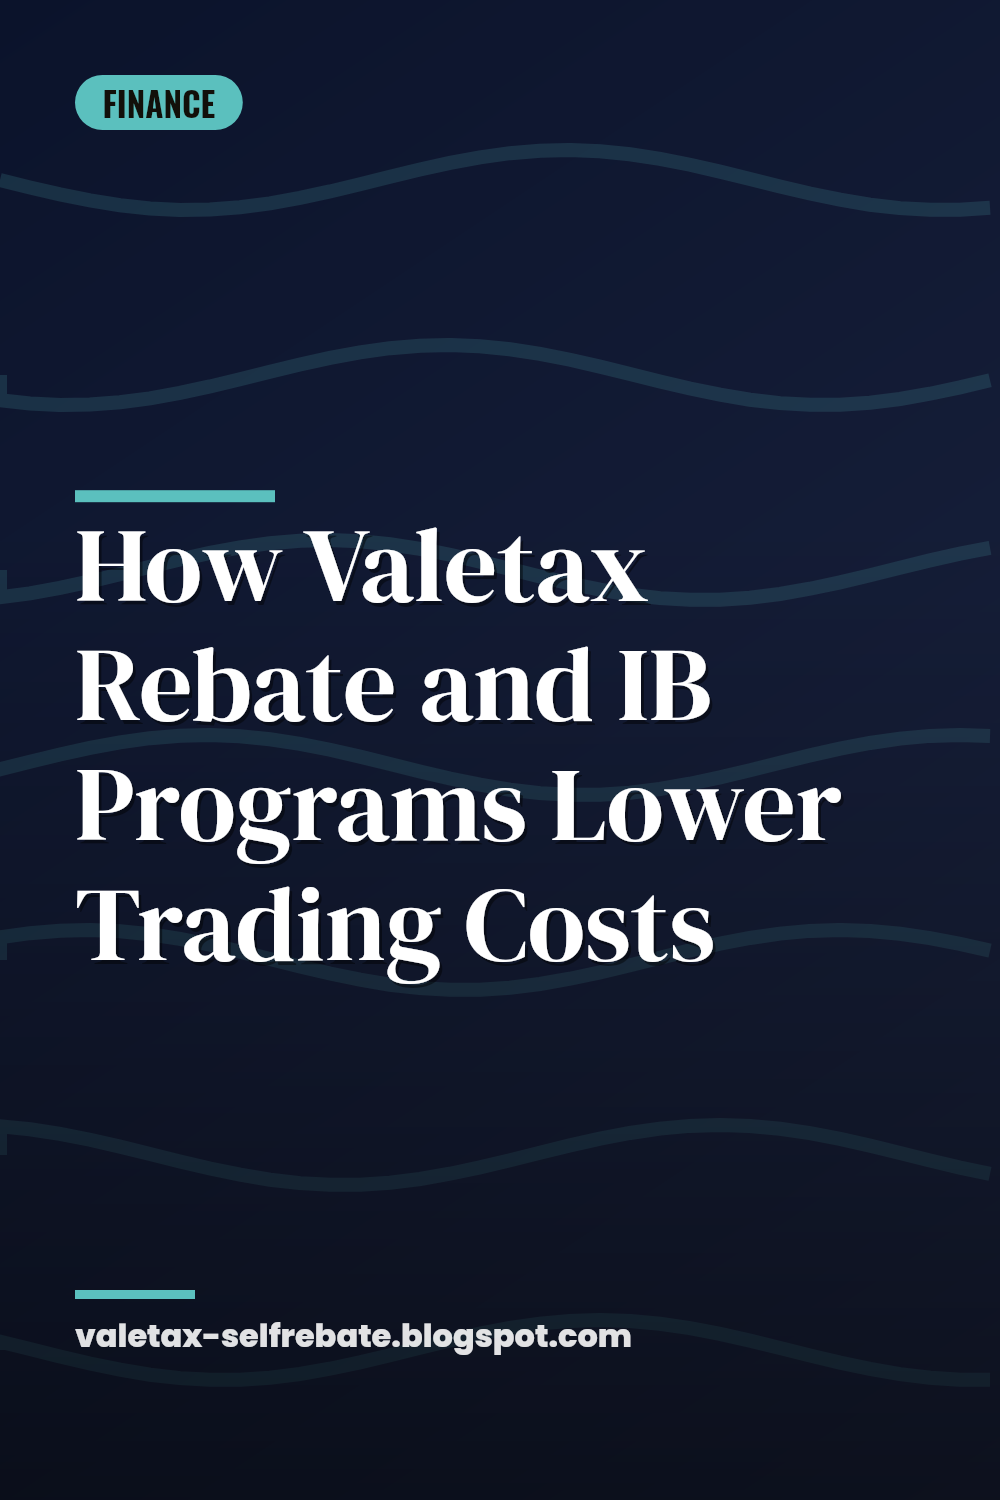 FINANCE
How Valetax
Rebate and IB
Programs Lower
Trading Costs
valetax-selfrebate.blogspot.com